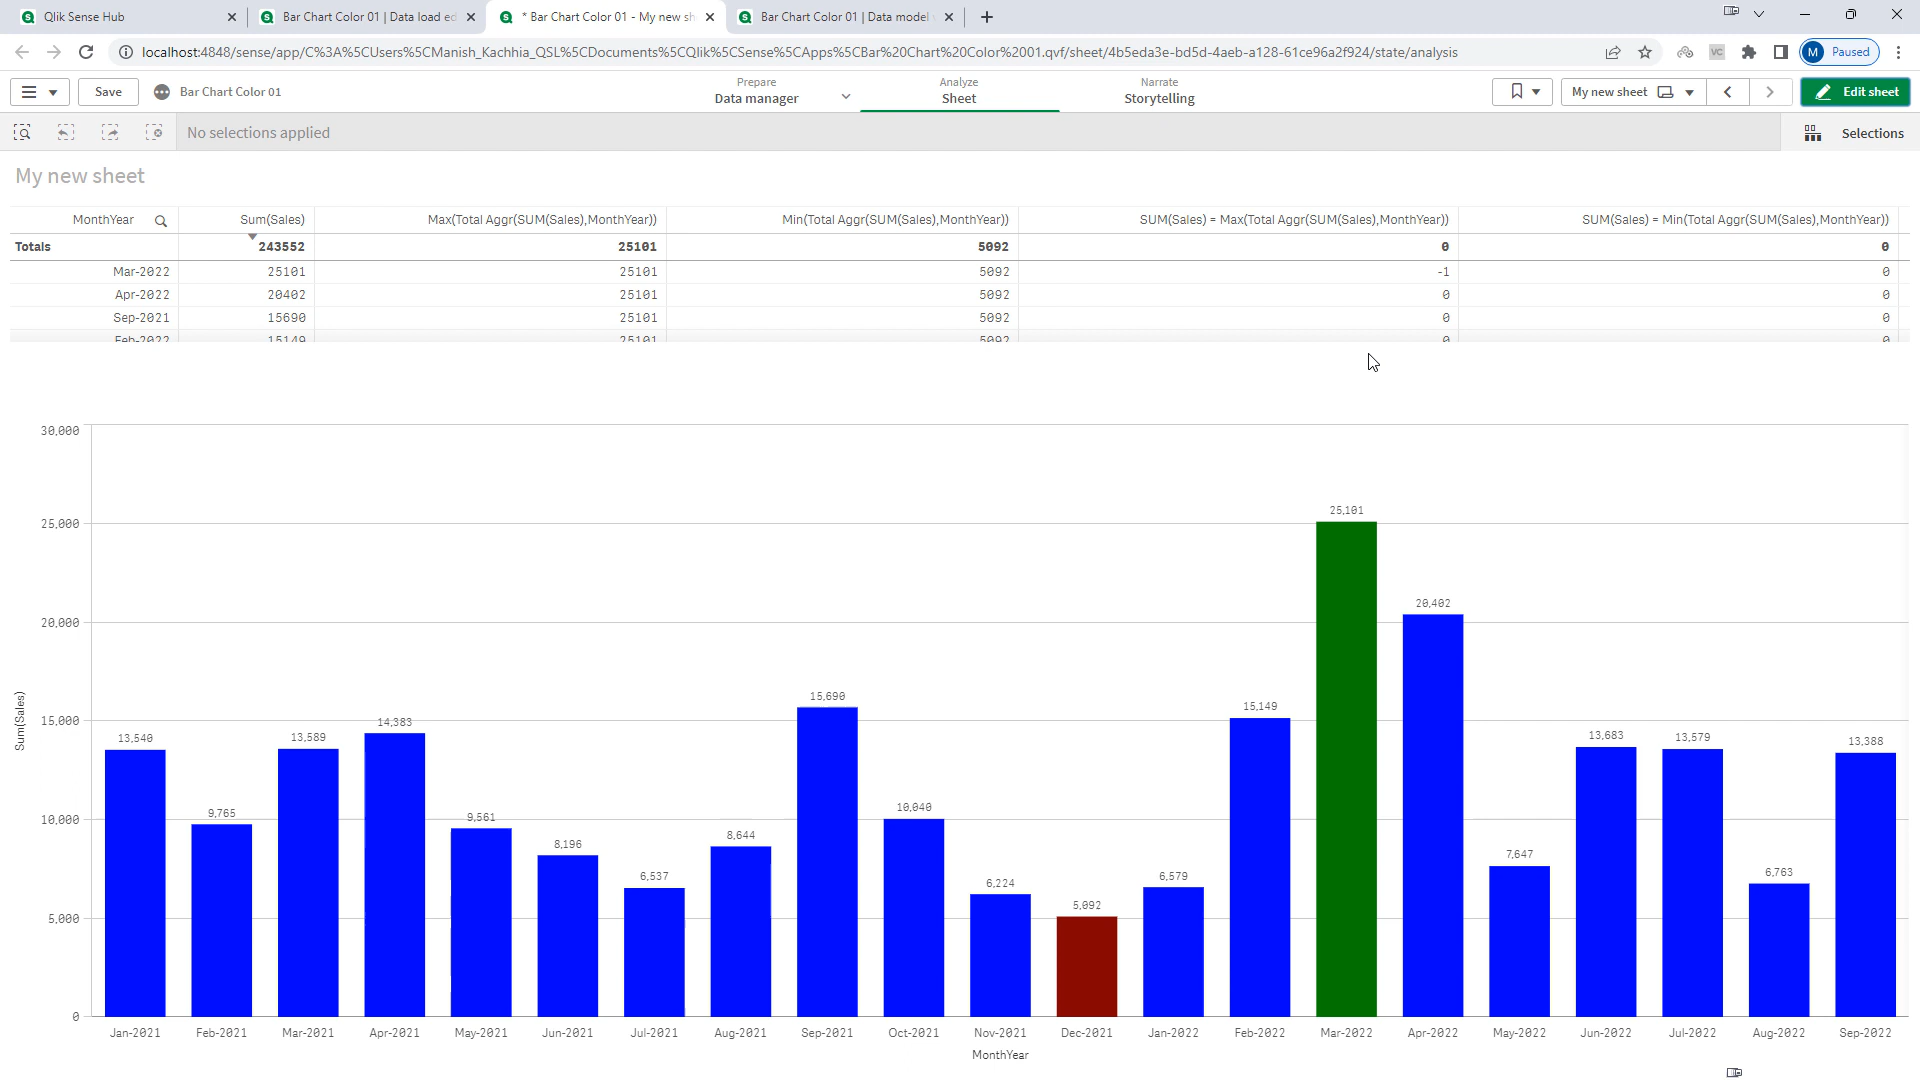 Qlik Sense Hub
Bar Chart Color 01 | Data load ed
* Bar Chart Color 01 - My new sh
Bar Chart Color 01 | Data model
localhost:4848/sense/app/C%3A%5CUsers%5CManish_Kachhia_QSL%5CDocuments%5CQlik%5CSense%5CApps%5CBar%20Chart%20Color%2001.qvf/sheet/4b5eda3e-bd5d-4aeb-a128-61ce96a2f924/state/analysis
VC
M Paused
Save
Bar Chart Color 01
Prepare
Data manager
Analyze
Sheet
Narrate
Storytelling
My new sheet
Edit sheet
No selections applied
Selections
My new sheet
MonthYear Sum(Sales) Max(Total Aggr(SUM(Sales),MonthYear)) Min(Total Aggr(SUM(Sales),MonthYear)) SUM(Sales) = Max(Total Aggr(SUM(Sales),MonthYear)) SUM(Sales) = Min(Total Aggr(SUM(Sales),MonthYear))
Totals 243552 25101 5092 0 0
Mar-2022 25101 25101 5092 -1 0
Apr-2022 20402 25101 5092 0 0
Sep-2021 15690 25101 5092 0 0
Feb-2022 15149 25101 5092 0 0
30,000
25,000
20,000
15,000
10,000
5,000
0
Sum(Sales)
13,540
9,765
13,589
14,383
9,561
8,196
6,537
8,644
15,690
10,040
6,224
5,092
6,579
15,149
25,101
20,402
7,647
13,683
13,579
6,763
13,388
Jan-2021 Feb-2021 Mar-2021 Apr-2021 May-2021 Jun-2021 Jul-2021 Aug-2021 Sep-2021 Oct-2021 Nov-2021 Dec-2021 Jan-2022 Feb-2022 Mar-2022 Apr-2022 May-2022 Jun-2022 Jul-2022 Aug-2022 Sep-2022
MonthYear